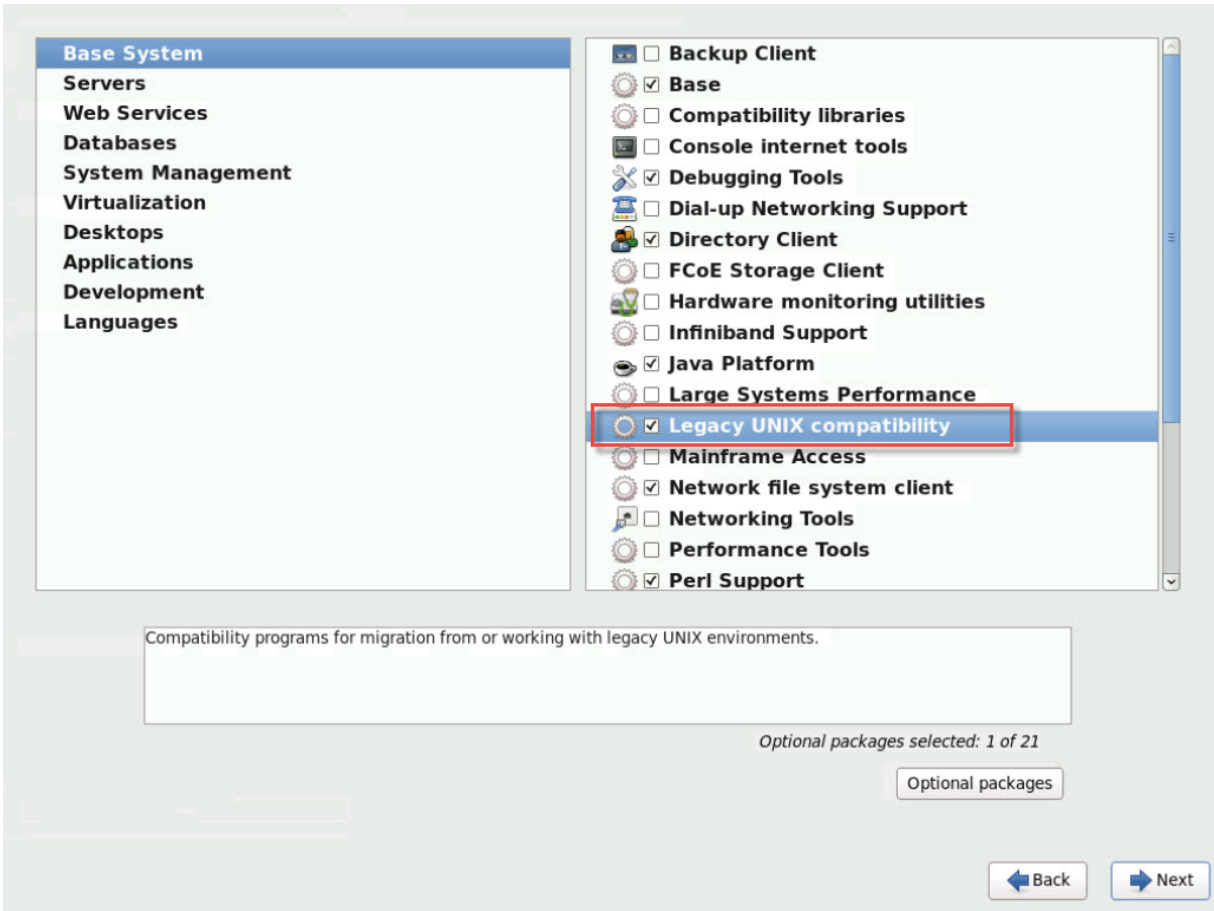 Base System
Servers
Web Services
Databases
System Management
Virtualization
Desktops
Applications
Development
Languages
Backup Client
Base
Compatibility libraries
Console internet tools
Debugging Tools
Dial-up Networking Support
Directory Client
FCoE Storage Client
Hardware monitoring utilities
Infiniband Support
Java Platform
Large Systems Performance
Legacy UNIX compatibility
Mainframe Access
Network file system client
Networking Tools
Performance Tools
Perl Support
Compatibility programs for migration from or working with legacy UNIX environments.
Optional packages selected: 1 of 21
Optional packages
Back
Next